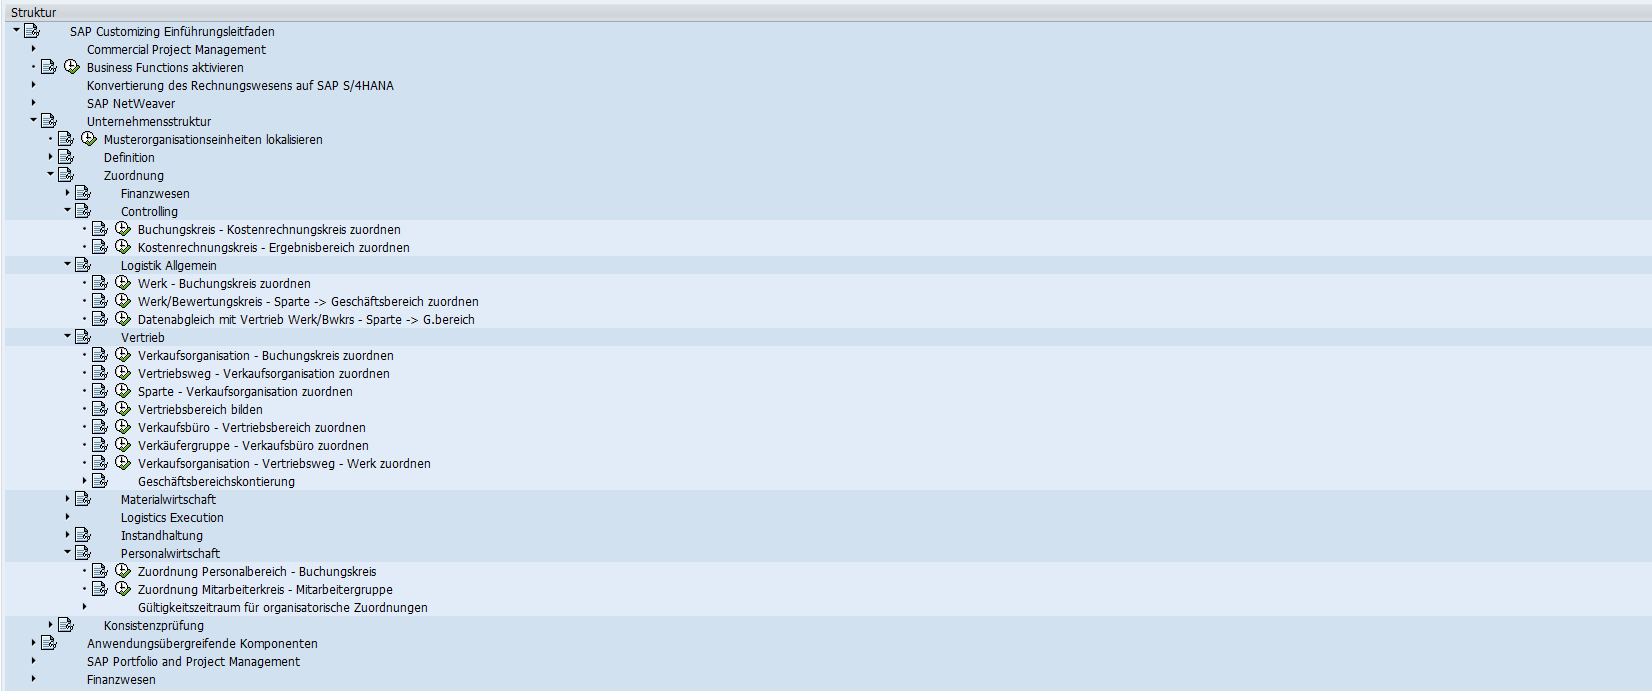 Struktur
SAP Customizing Einführungsleitfaden
Commercial Project Management
Business Functions aktivieren
Konvertierung des Rechnungswesens auf SAP S/4HANA
SAP NetWeaver
Unternehmensstruktur
Musterorganisationseinheiten lokalisieren
Definition
Zuordnung
Finanzwesen
Controlling
Buchungskreis - Kostenrechnungskreis zuordnen
Kostenrechnungskreis - Ergebnisbereich zuordnen
Logistik Allgemein
Werk - Buchungskreis zuordnen
Werk/Bewertungskreis - Sparte -> Geschäftsbereich zuordnen
Datenabgleich mit Vertrieb Werk/Bwkrs - Sparte -> G.bereich
Vertrieb
Verkaufsorganisation - Buchungskreis zuordnen
Vertriebsweg - Verkaufsorganisation zuordnen
Sparte - Verkaufsorganisation zuordnen
Vertriebsbereich bilden
Verkaufsbüro - Vertriebsbereich zuordnen
Verkäufergruppe - Verkaufsbüro zuordnen
Verkaufsorganisation - Vertriebsweg - Werk zuordnen
Geschäftsbereichskontierung
Materialwirtschaft
Logistics Execution
Instandhaltung
Personalwirtschaft
Zuordnung Personalbereich - Buchungskreis
Zuordnung Mitarbeiterkreis - Mitarbeitergruppe
Gültigkeitszeitraum für organisatorische Zuordnungen
Konsistenzprüfung
Anwendungsübergreifende Komponenten
SAP Portfolio and Project Management
Finanzwesen